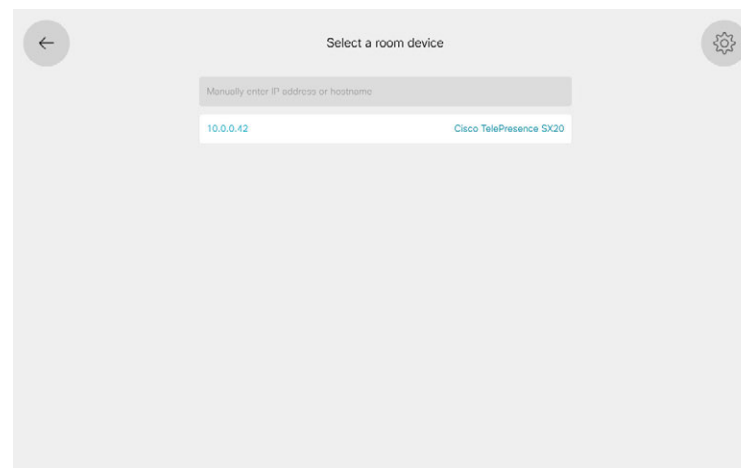 Select a room device
Manually enter IP address or hostname
10.0.0.42 Cisco TelePresence SX20